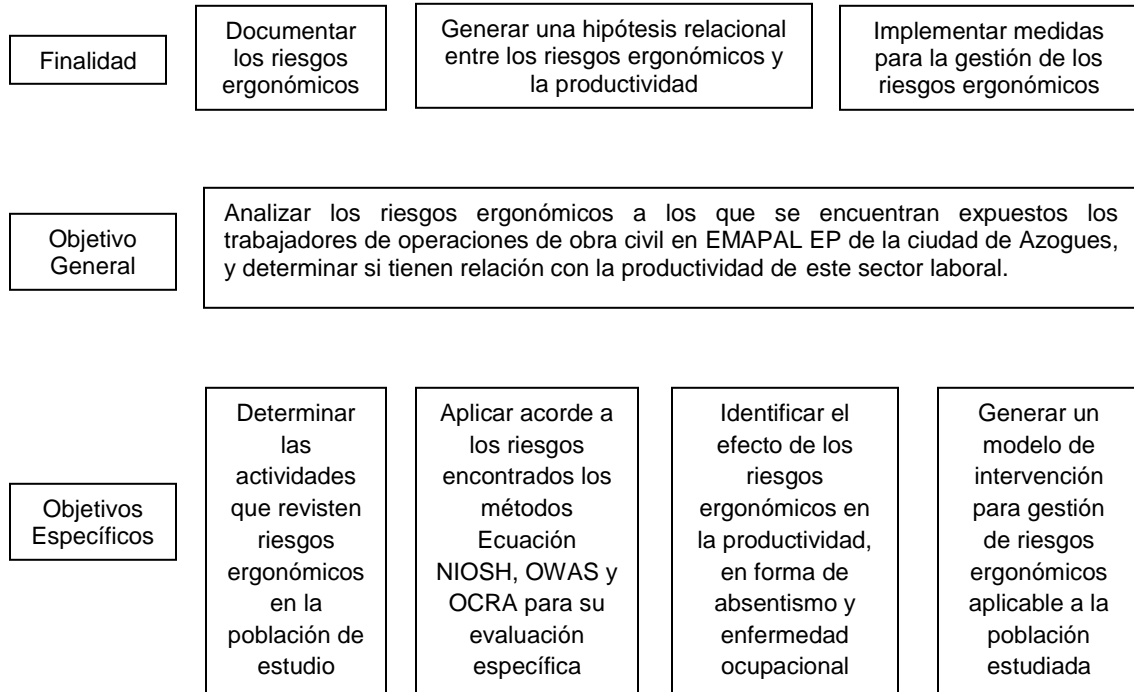 Finalidad
Documentar
los riesgos
ergonómicos
Generar una hipótesis relacional
entre los riesgos ergonómicos y
la productividad
Implementar medidas
para la gestión de los
riesgos ergonómicos
Objetivo
General
Analizar los riesgos ergonómicos a los que se encuentran expuestos los
trabajadores de operaciones de obra civil en EMAPAL EP de la ciudad de Azogues,
y determinar si tienen relación con la productividad de este sector laboral.
Objetivos
Específicos
Determinar
las
actividades
que revisten
riesgos
ergonómicos
en la
población de
estudio
Aplicar acorde a
los riesgos
encontrados los
métodos
Ecuación
NIOSH, OWAS y
OCRA para su
evaluación
específica
Identificar el
efecto de los
riesgos
ergonómicos en
la productividad,
en forma de
absentismo y
enfermedad
ocupacional
Generar un
modelo de
intervención
para gestión
de riesgos
ergonómicos
aplicable a la
población
estudiada